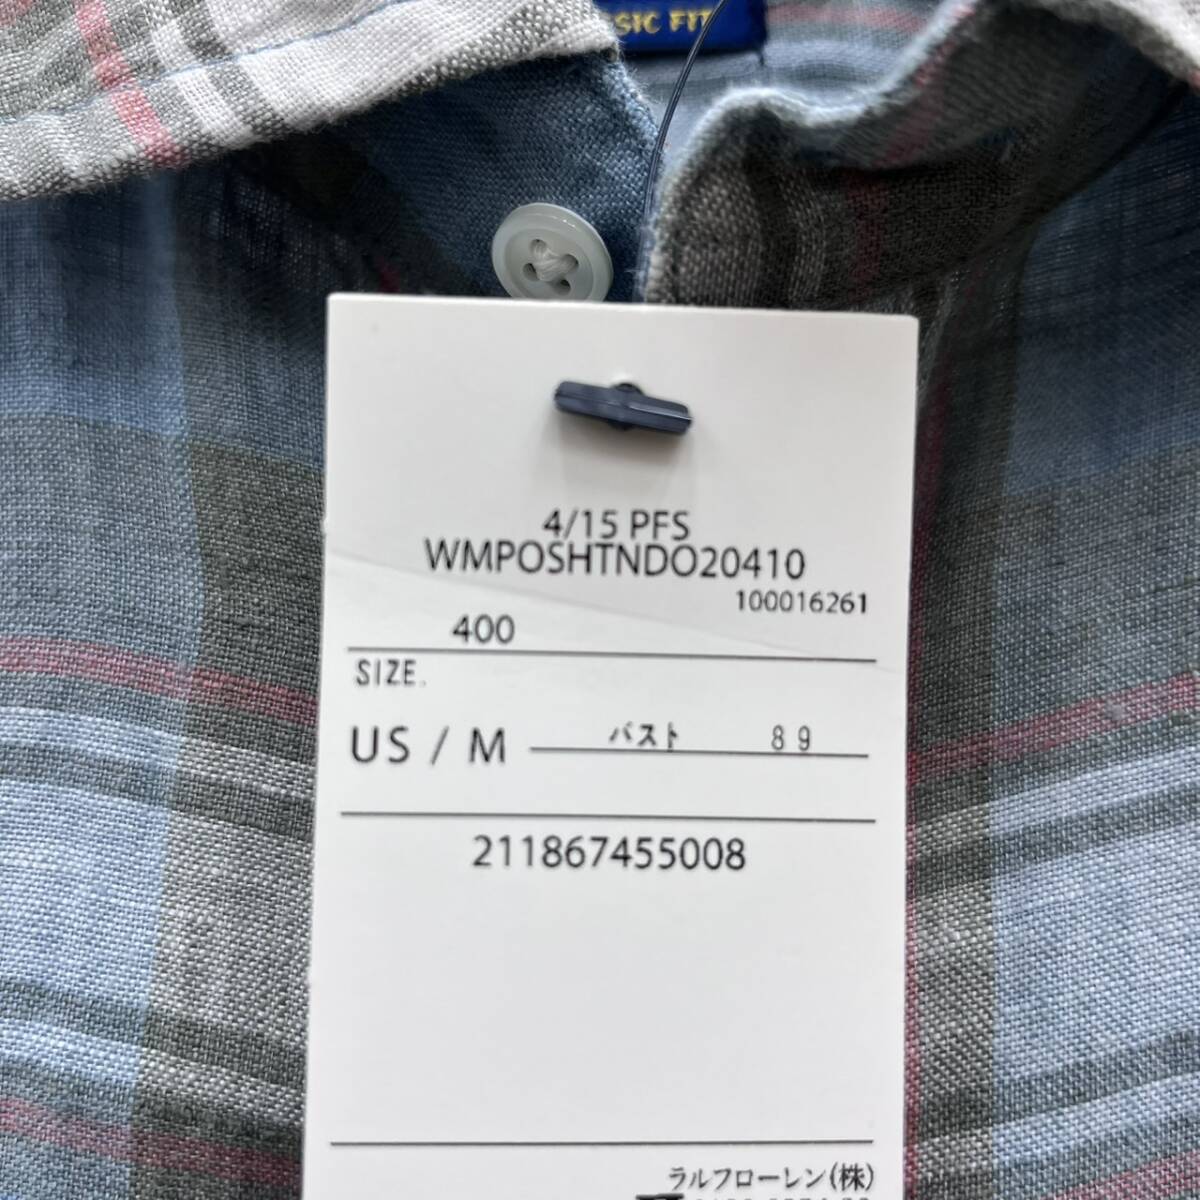 SIC FIT
4/15 PFS
WMPOSHTNDO20410
100016261
400
SIZE.
US / M バスト 89
211867455008
ラルフローレン(株)